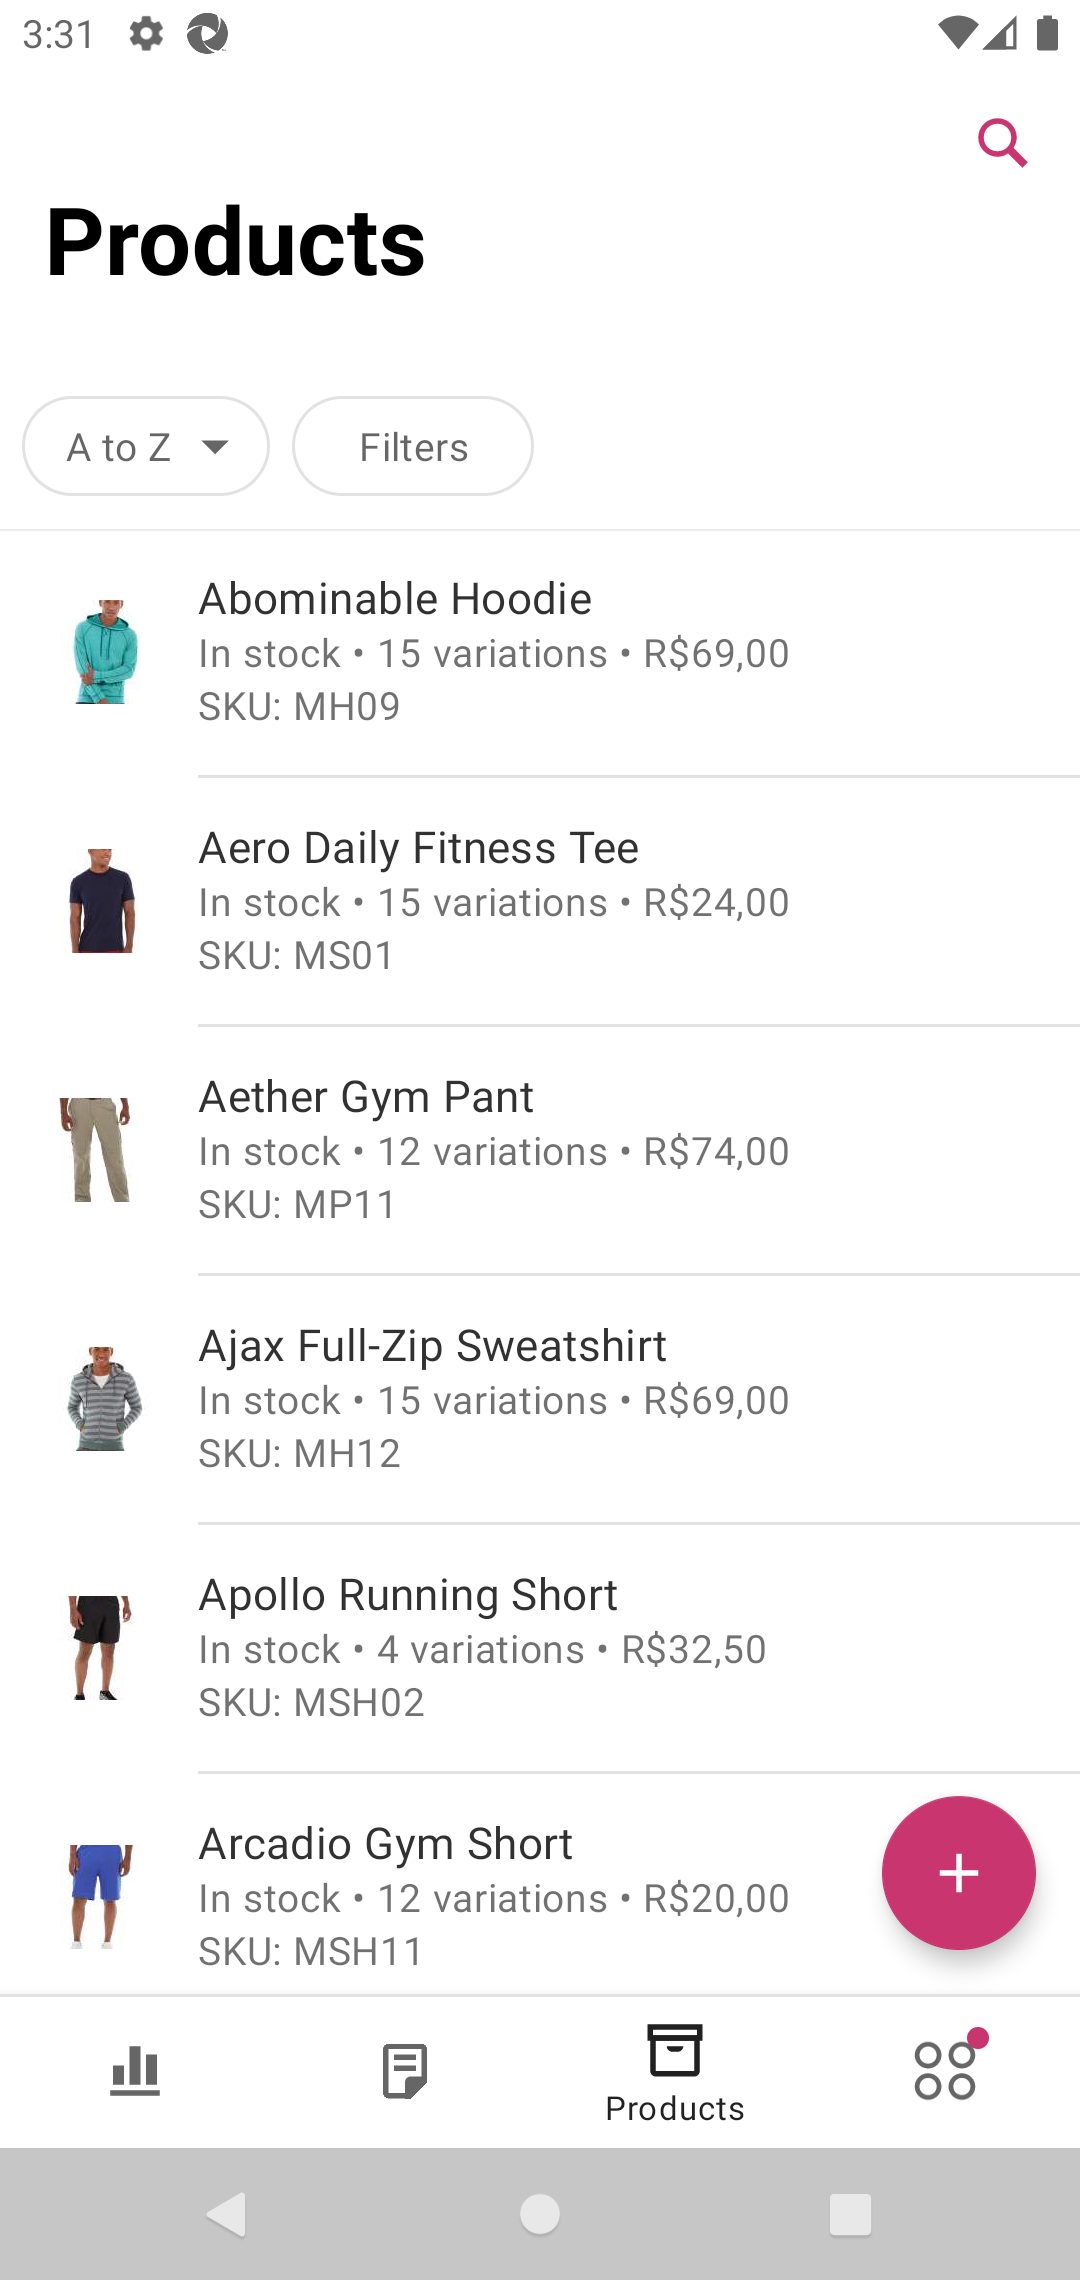 3:31
Products
A to Z
Filters
Abominable Hoodie
In stock • 15 variations • R$69,00
SKU: MH09
Aero Daily Fitness Tee
In stock • 15 variations • R$24,00
SKU: MS01
Aether Gym Pant
In stock • 12 variations • R$74,00
SKU: MP11
Ajax Full-Zip Sweatshirt
In stock • 15 variations • R$69,00
SKU: MH12
Apollo Running Short
In stock • 4 variations • R$32,50
SKU: MSH02
Arcadio Gym Short
In stock • 12 variations • R$20,00
SKU: MSH11
Products